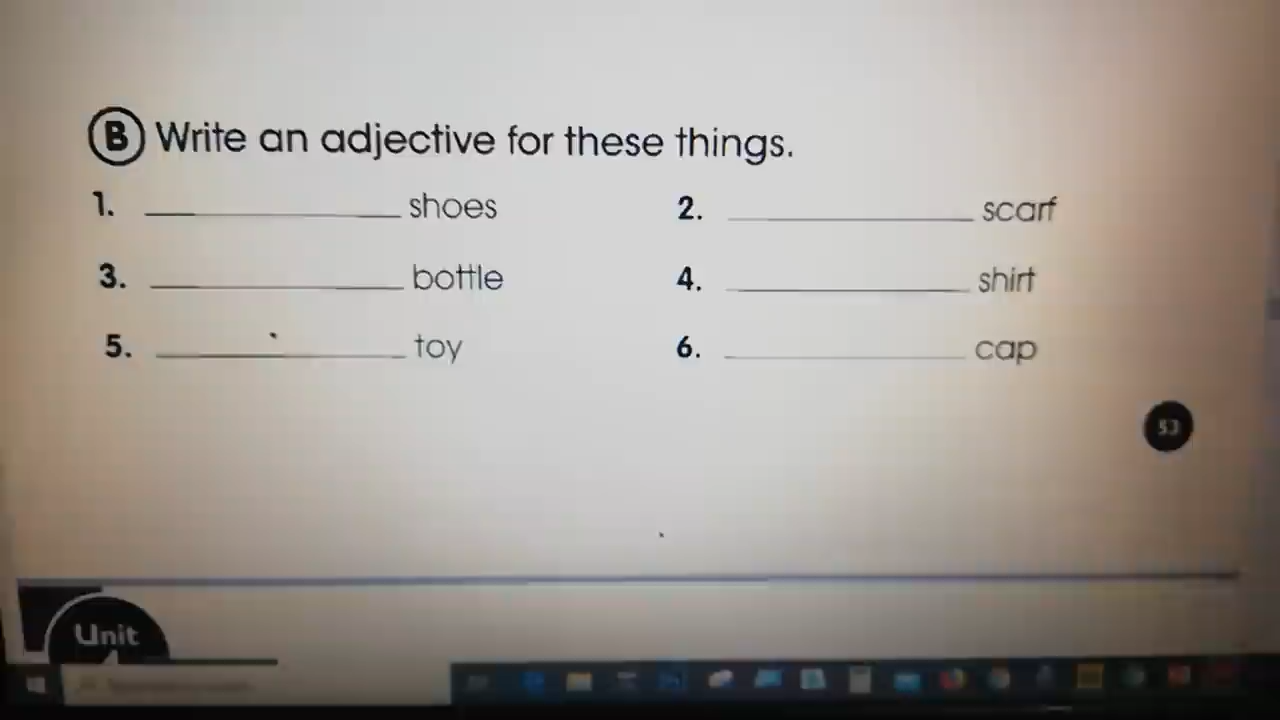 B Write an adjective for these things.
1. ____________ shoes 2. ____________ scarf
3. ____________ bottle 4. ____________ shirt
5. ____________ toy 6. ____________ cap
53
Unit